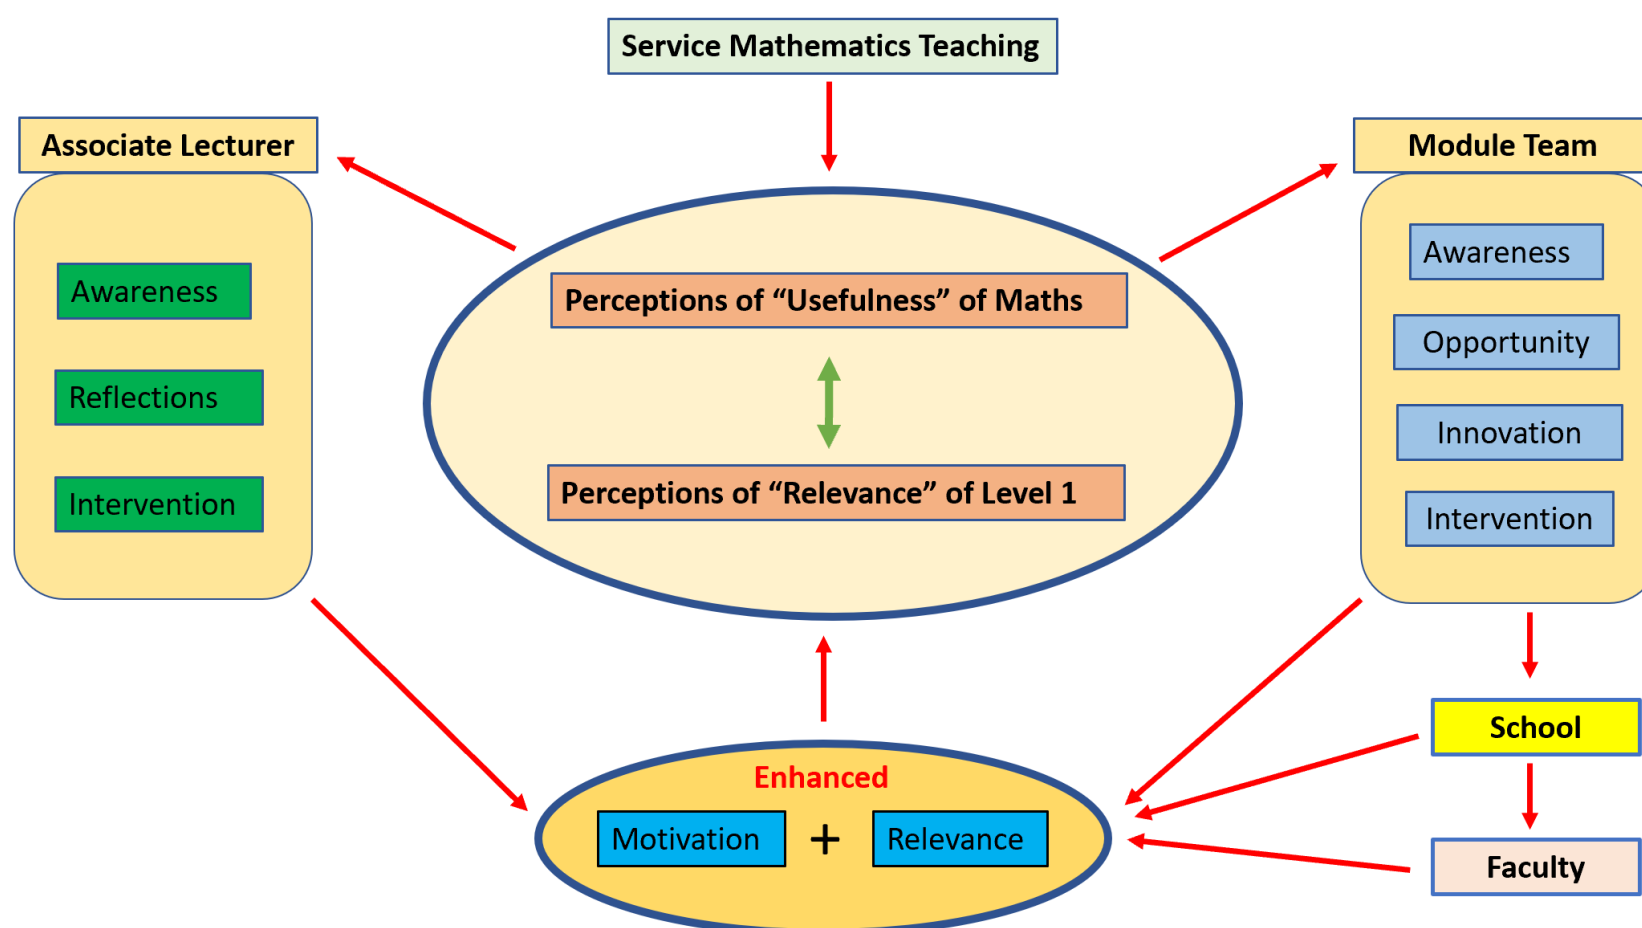 Service Mathematics Teaching
Associate Lecturer
Module Team
Awareness
Reflections
Intervention
Perceptions of “Usefulness” of Maths
Perceptions of “Relevance” of Level 1
Awareness
Opportunity
Innovation
Intervention
School
Faculty
Enhanced
Motivation + Relevance